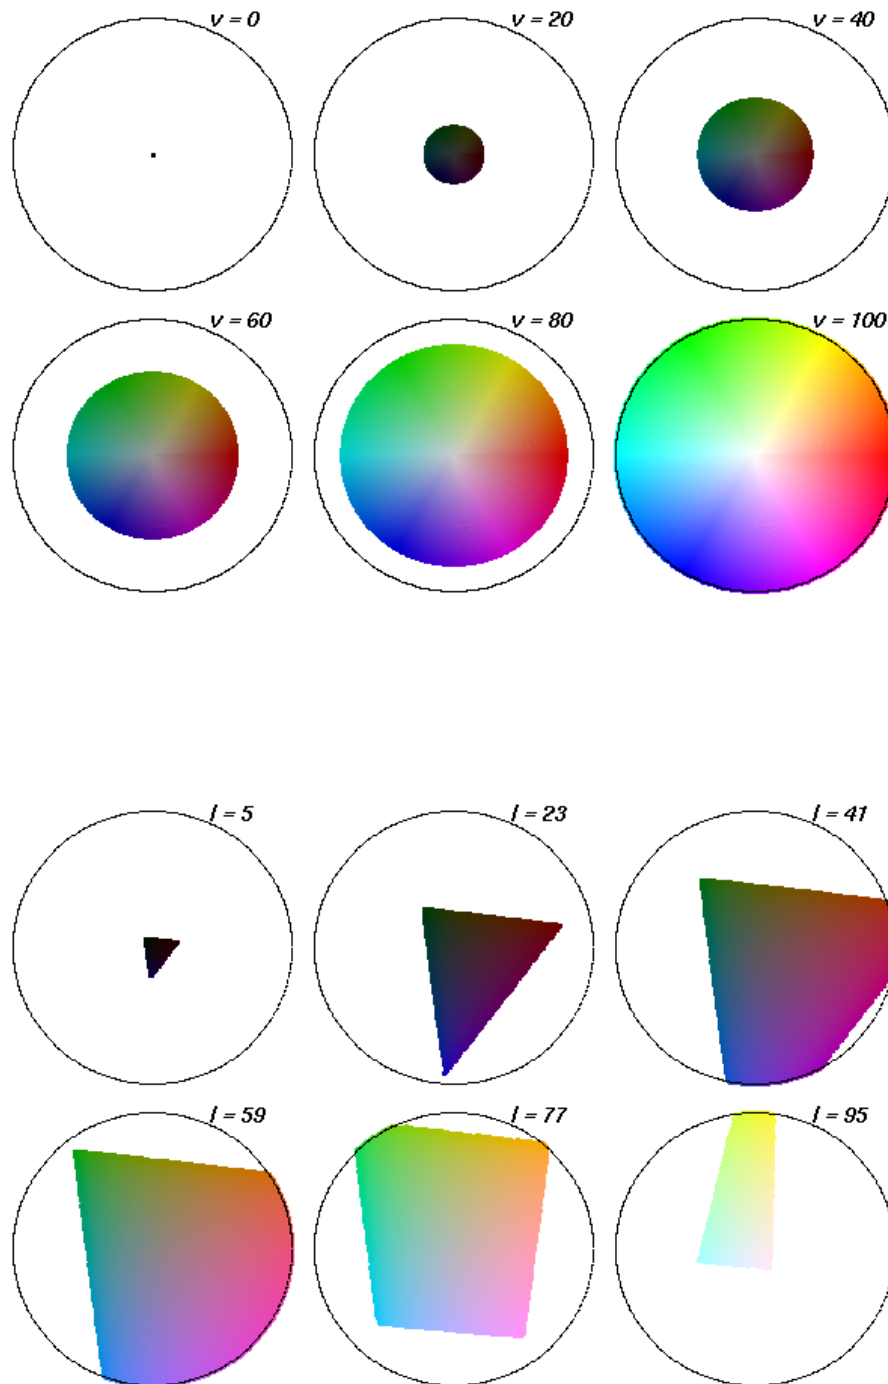 v = 0
v = 20
v = 40
v = 60
v = 80
v = 100
l = 5
l = 23
l = 41
l = 59
l = 77
l = 95